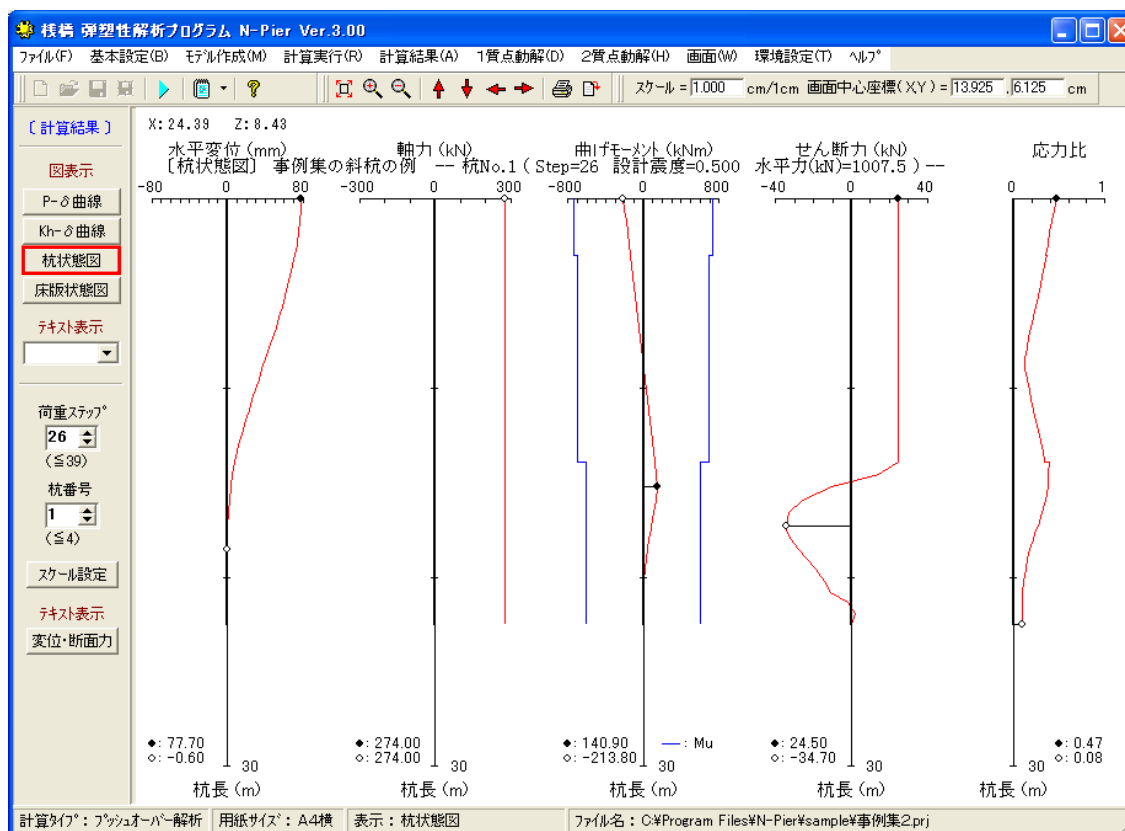 桟橋 弾塑性解析プログラム N-Pier Ver.3.00
ファイル(F) 基本設定(B) モデル作成(M) 計算実行(R) 計算結果(A) 1質点動解(D) 2質点動解(H) 画面(W) 環境設定(T) ヘルプ
スケール = 1.000 cm/1cm 画面中心座標(X,Y) = 13.925 , 6.125 cm
〔計算結果〕
図表示
P-δ曲線
Kh-δ曲線
杭状態図
床版状態図
テキスト表示
荷重ステップ
26
(≦39)
杭番号
1
(≦4)
スケール設定
テキスト表示
変位・断面力
X:24.39 Z:8.43
水平変位(mm) 軸力(kN) 曲げモーメント(kNm) せん断力(kN) 応力比
〔杭状態図〕 事例集の斜杭の例 -- 杭No.1 ( Step=26 設計震度=0.500 水平力(kN)=1007.5 ) --
-80 0 80 -300 0 300 -800 0 800 -40 0 40 0 1
◆: 77.70 ◆: 274.00 ◆: 140.90 — : Mu ◆: 24.50 ◆: 0.47
○: -0.60 ○: 274.00 ○: -213.80 ○: -34.70 ○: 0.08
30 30 30 30 30
杭長(m) 杭長(m) 杭長(m) 杭長(m) 杭長(m)
計算タイプ: プッシュオーバー解析 用紙サイズ: A4横 表示: 杭状態図 ファイル名: C:¥Program Files¥N-Pier¥sample¥事例集2.prj